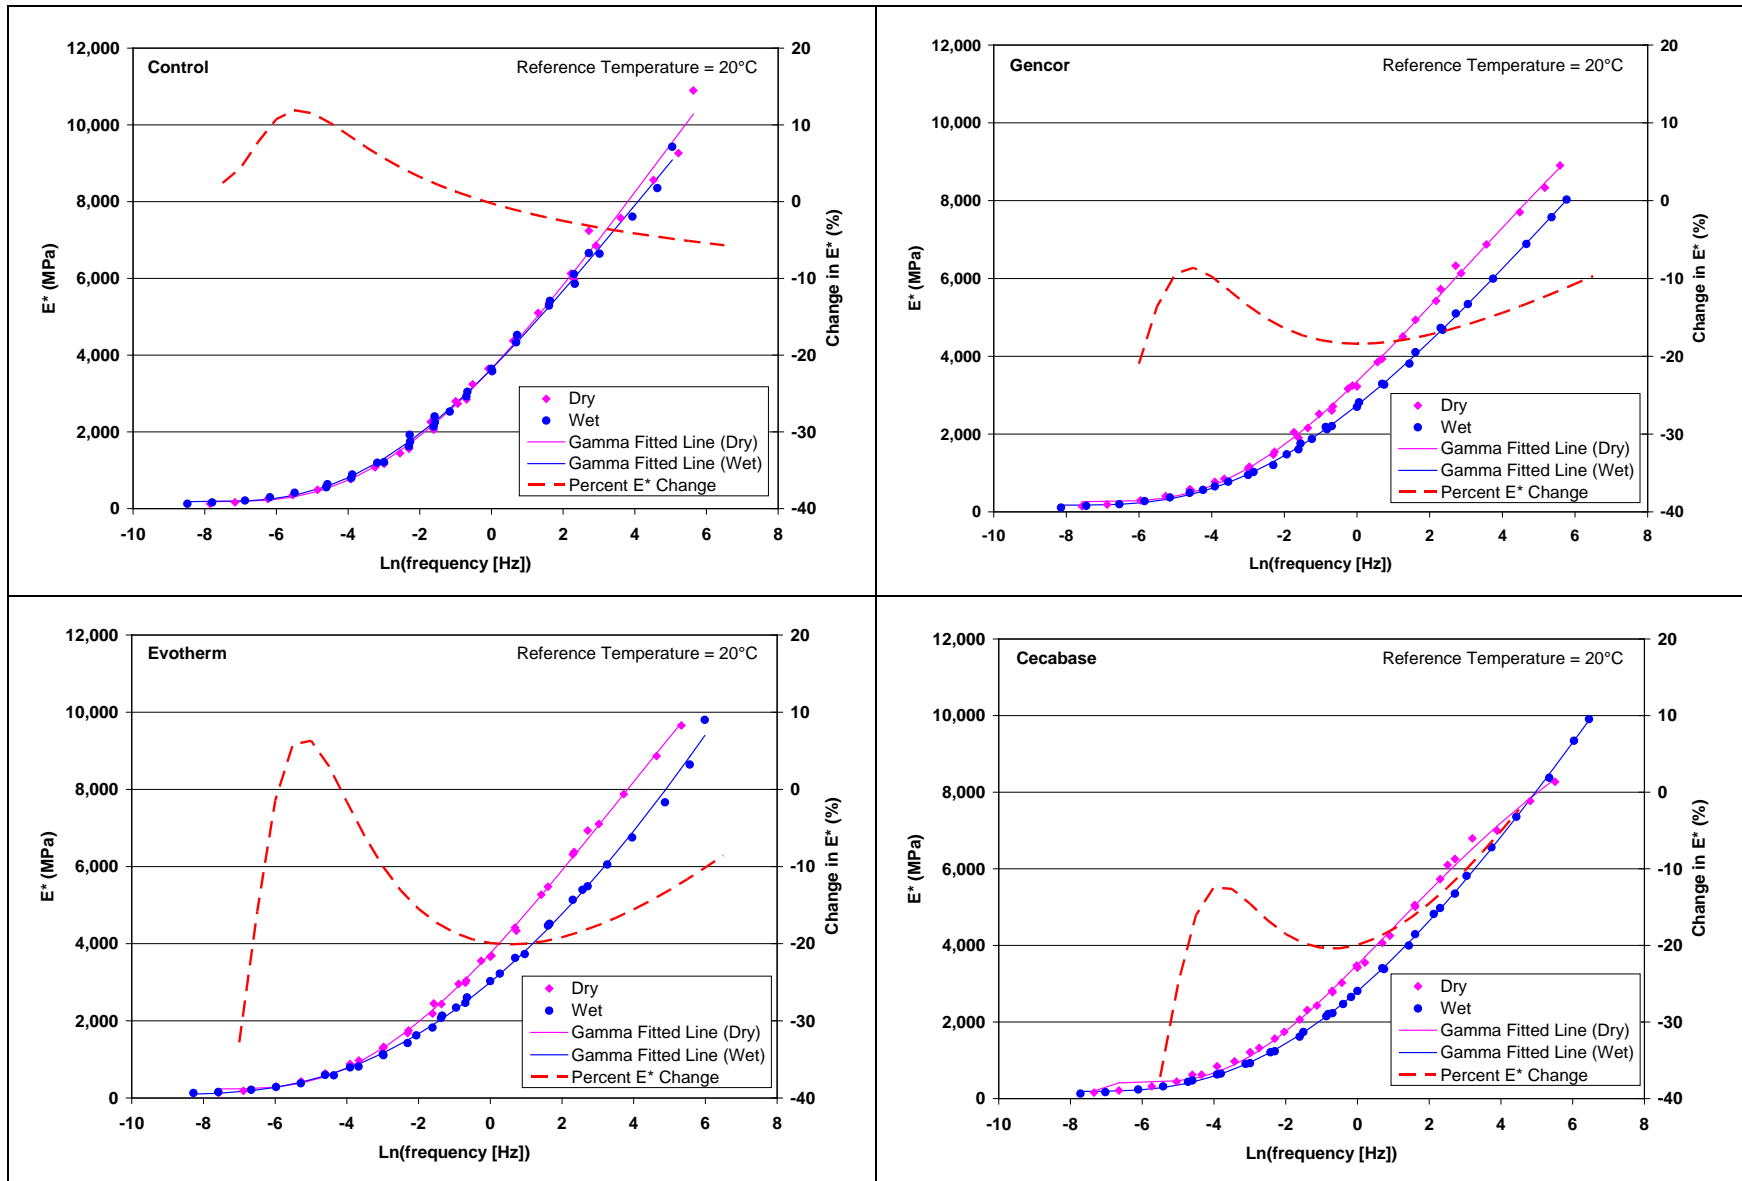 Control
Reference Temperature = 20°C
12,000
10,000
8,000
6,000
4,000
2,000
0
20
10
0
-10
-20
-30
-40
-10
-8
-6
-4
-2
0
2
4
6
8
E* (MPa)
Change in E* (%)
Ln(frequency [Hz])
Dry
Wet
Gamma Fitted Line (Dry)
Gamma Fitted Line (Wet)
Percent E* Change
Gencor
Reference Temperature = 20°C
12,000
10,000
8,000
6,000
4,000
2,000
0
20
10
0
-10
-20
-30
-40
-10
-8
-6
-4
-2
0
2
4
6
8
E* (MPa)
Change in E* (%)
Ln(frequency [Hz])
Dry
Wet
Gamma Fitted Line (Dry)
Gamma Fitted Line (Wet)
Percent E* Change
Evotherm
Reference Temperature = 20°C
12,000
10,000
8,000
6,000
4,000
2,000
0
20
10
0
-10
-20
-30
-40
-10
-8
-6
-4
-2
0
2
4
6
8
E* (MPa)
Change in E* (%)
Ln(frequency [Hz])
Dry
Wet
Gamma Fitted Line (Dry)
Gamma Fitted Line (Wet)
Percent E* Change
Cecabase
Reference Temperature = 20°C
12,000
10,000
8,000
6,000
4,000
2,000
0
20
10
0
-10
-20
-30
-40
-10
-8
-6
-4
-2
0
2
4
6
8
E* (MPa)
Change in E* (%)
Ln(frequency [Hz])
Dry
Wet
Gamma Fitted Line (Dry)
Gamma Fitted Line (Wet)
Percent E* Change